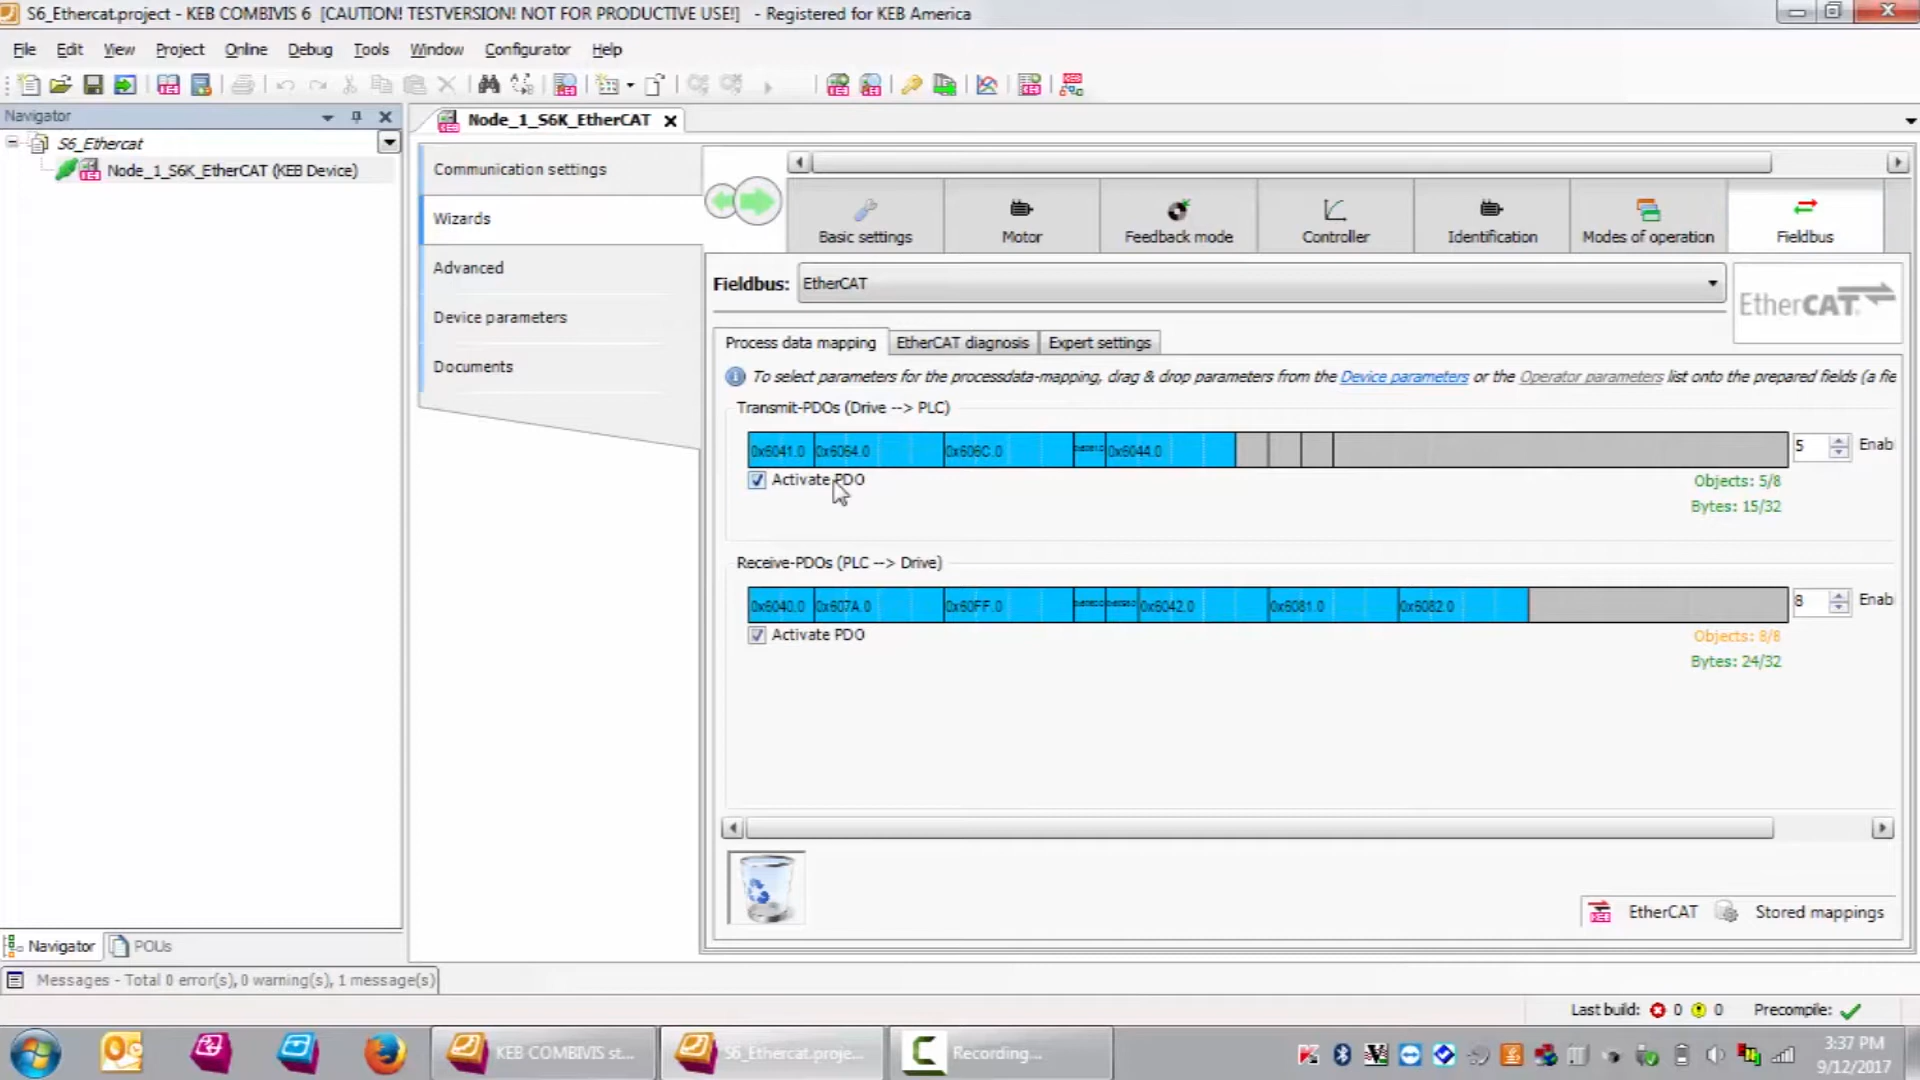 S6_Ethercat.project - KEB COMBIVIS 6 [CAUTION! TESTVERSION! NOT FOR PRODUCTIVE USE!] - Registered for KEB America
File Edit View Project Online Debug Tools Window Configurator Help
Navigator
S6_Ethercat
Node_1_S6K_EtherCAT (KEB Device)
Node_1_S6K_EtherCAT
Communication settings
Wizards
Advanced
Device parameters
Documents
Basic settings Motor Feedback mode Controller Identification Modes of operation Fieldbus
Fieldbus: EtherCAT
EtherCAT
Process data mapping EtherCAT diagnosis Expert settings
To select parameters for the processdata-mapping, drag & drop parameters from the Device parameters or the Operator parameters list onto the prepared fields (a fie
Transmit-PDOs (Drive --> PLC)
0x6041.0 0x6064.0 0x606C.0 0x6044.0 5 Enab
Activate PDO
Objects: 5/8
Bytes: 15/32
Receive-PDOs (PLC --> Drive)
0x6040.0 0x607A.0 0x60FF.0 0x6042.0 0x6081.0 0x6082.0 8 Enab
Activate PDO
Objects: 8/8
Bytes: 24/32
EtherCAT Stored mappings
Navigator POUs
Messages - Total 0 error(s), 0 warning(s), 1 message(s)
Last build: 0 0 Precompile:
KEB COMBIVIS st... S6_Ethercat.proje... Recording...
3:37 PM
9/12/2017